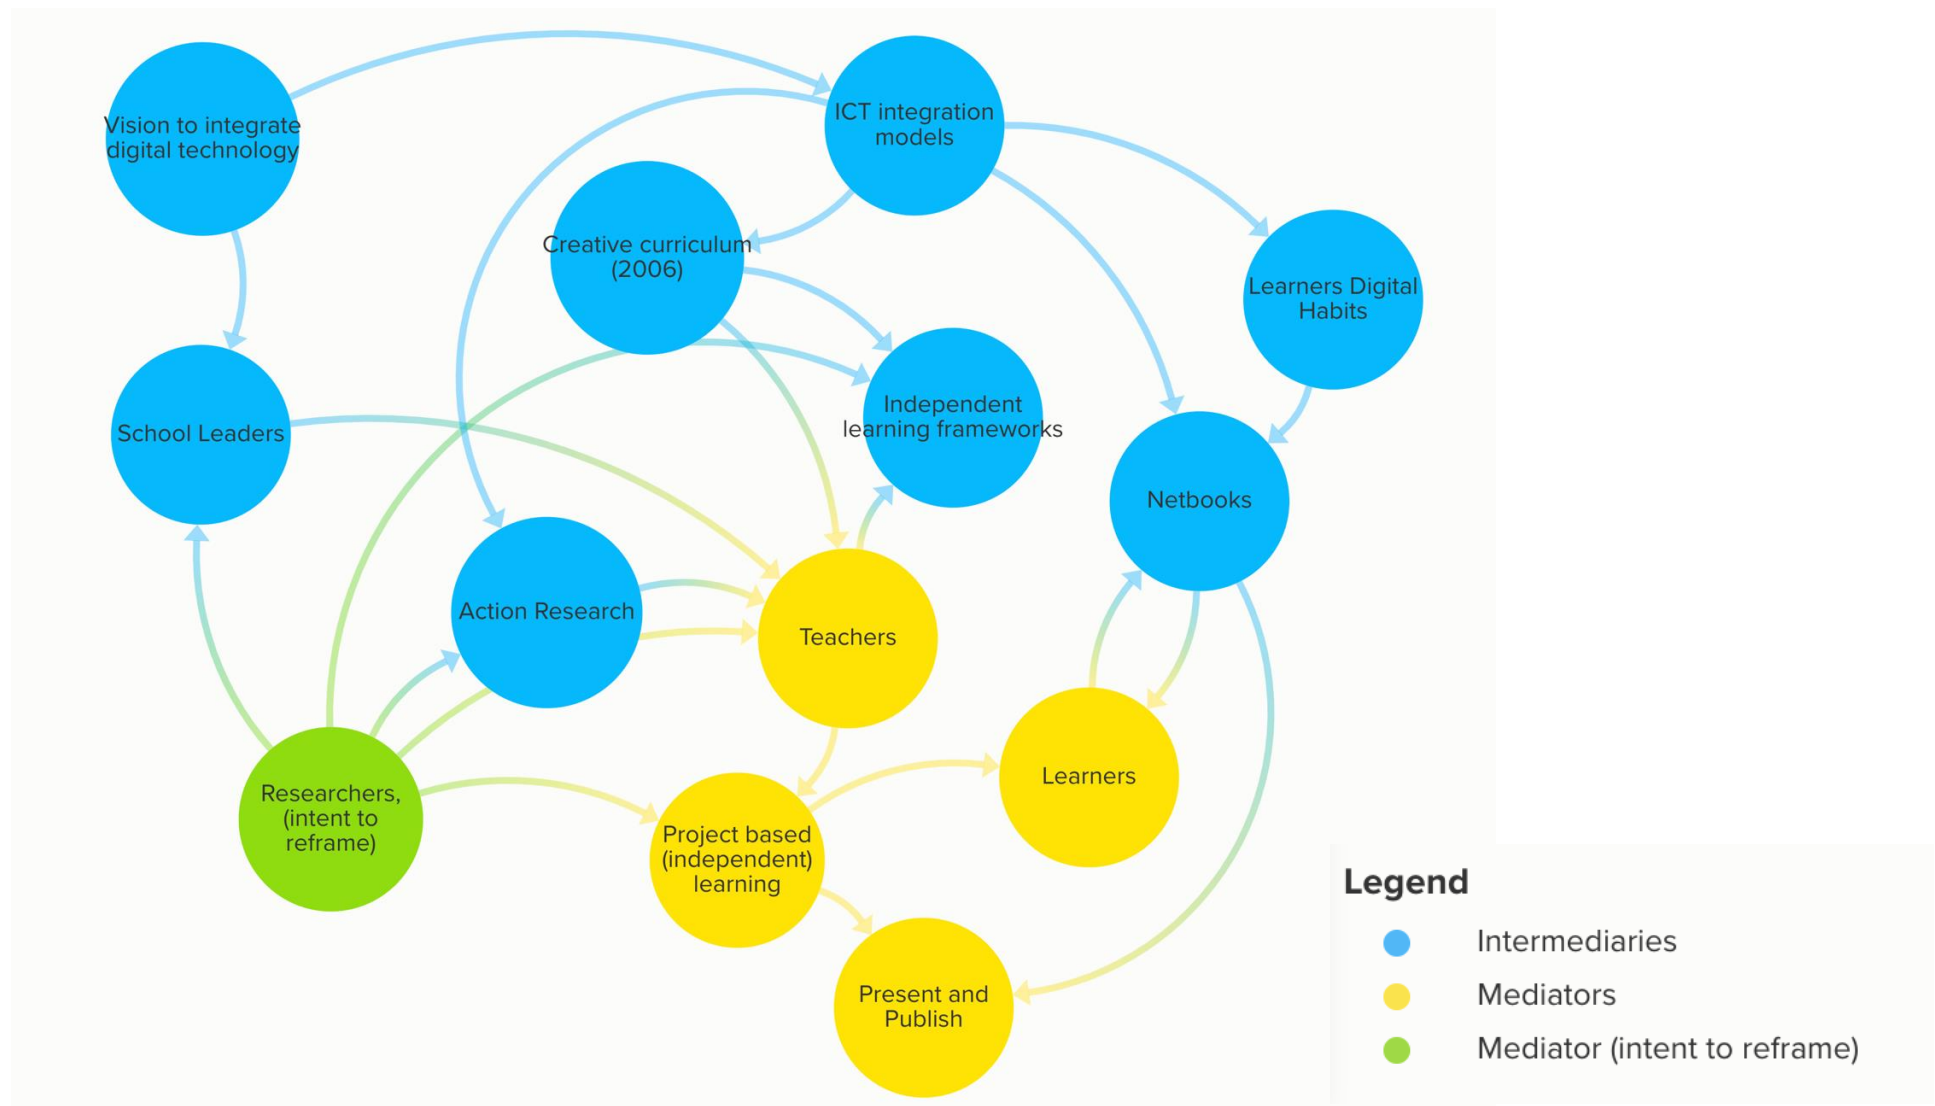 Vision to integrate
digital technology
ICT integration
models
Creative curriculum
(2006)
Learners Digital
Habits
School Leaders
Independent
learning frameworks
Netbooks
Action Research
Teachers
Learners
Researchers,
(intent to
reframe)
Project based
(independent)
learning
Present and
Publish
Legend
Intermediaries
Mediators
Mediator (intent to reframe)